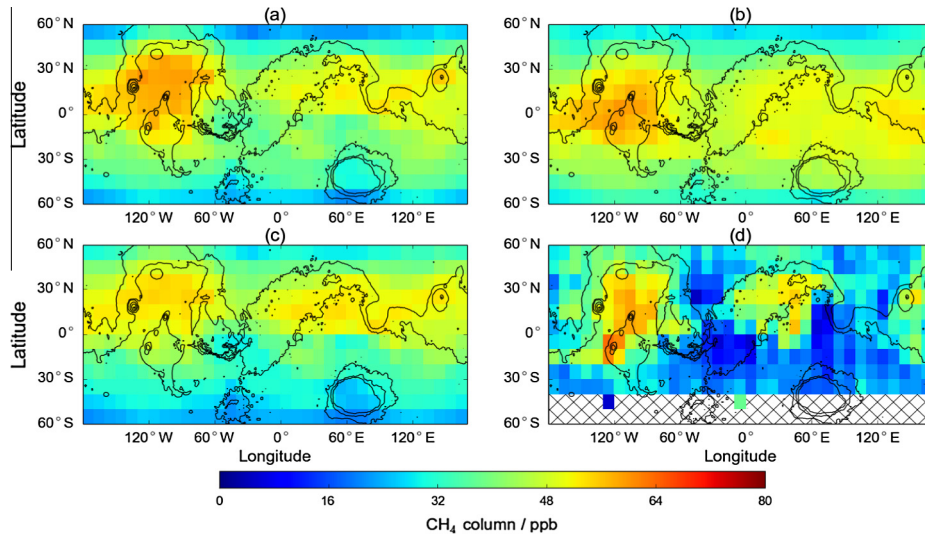 (a) (b)
60°N 60°N
30°N 30°N
0° 0°
30°S 30°S
60°S 60°S
Latitude
120°W 60°W 0° 60°E 120°E 120°W 60°W 0° 60°E 120°E
(c) (d)
60°N 60°N
30°N 30°N
0° 0°
30°S 30°S
60°S 60°S
Latitude
120°W 60°W 0° 60°E 120°E 120°W 60°W 0° 60°E 120°E
Longitude Longitude
0 16 32 48 64 80
CH₄ column / ppb